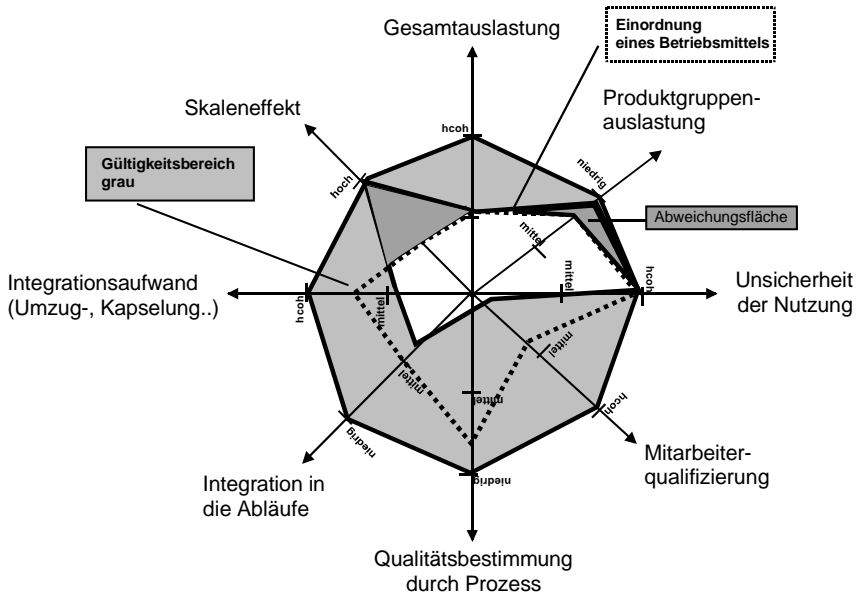 Gesamtauslastung
Einordnung
eines Betriebsmittels
Produktgruppen-
auslastung
Skaleneffekt
hcoh
niedrig
hoch
Gültigkeitsbereich
grau
Abweichungsfläche
mittel
mittel
hcoh
Integrationsaufwand
(Umzug-, Kapselung..)
hcoh
mittel
Unsicherheit
der Nutzung
mittel
mittel
mittel
hcoh
niedrig
niedrig
Mitarbeiter-
qualifizierung
Integration in
die Abläufe
Qualitätsbestimmung
durch Prozess